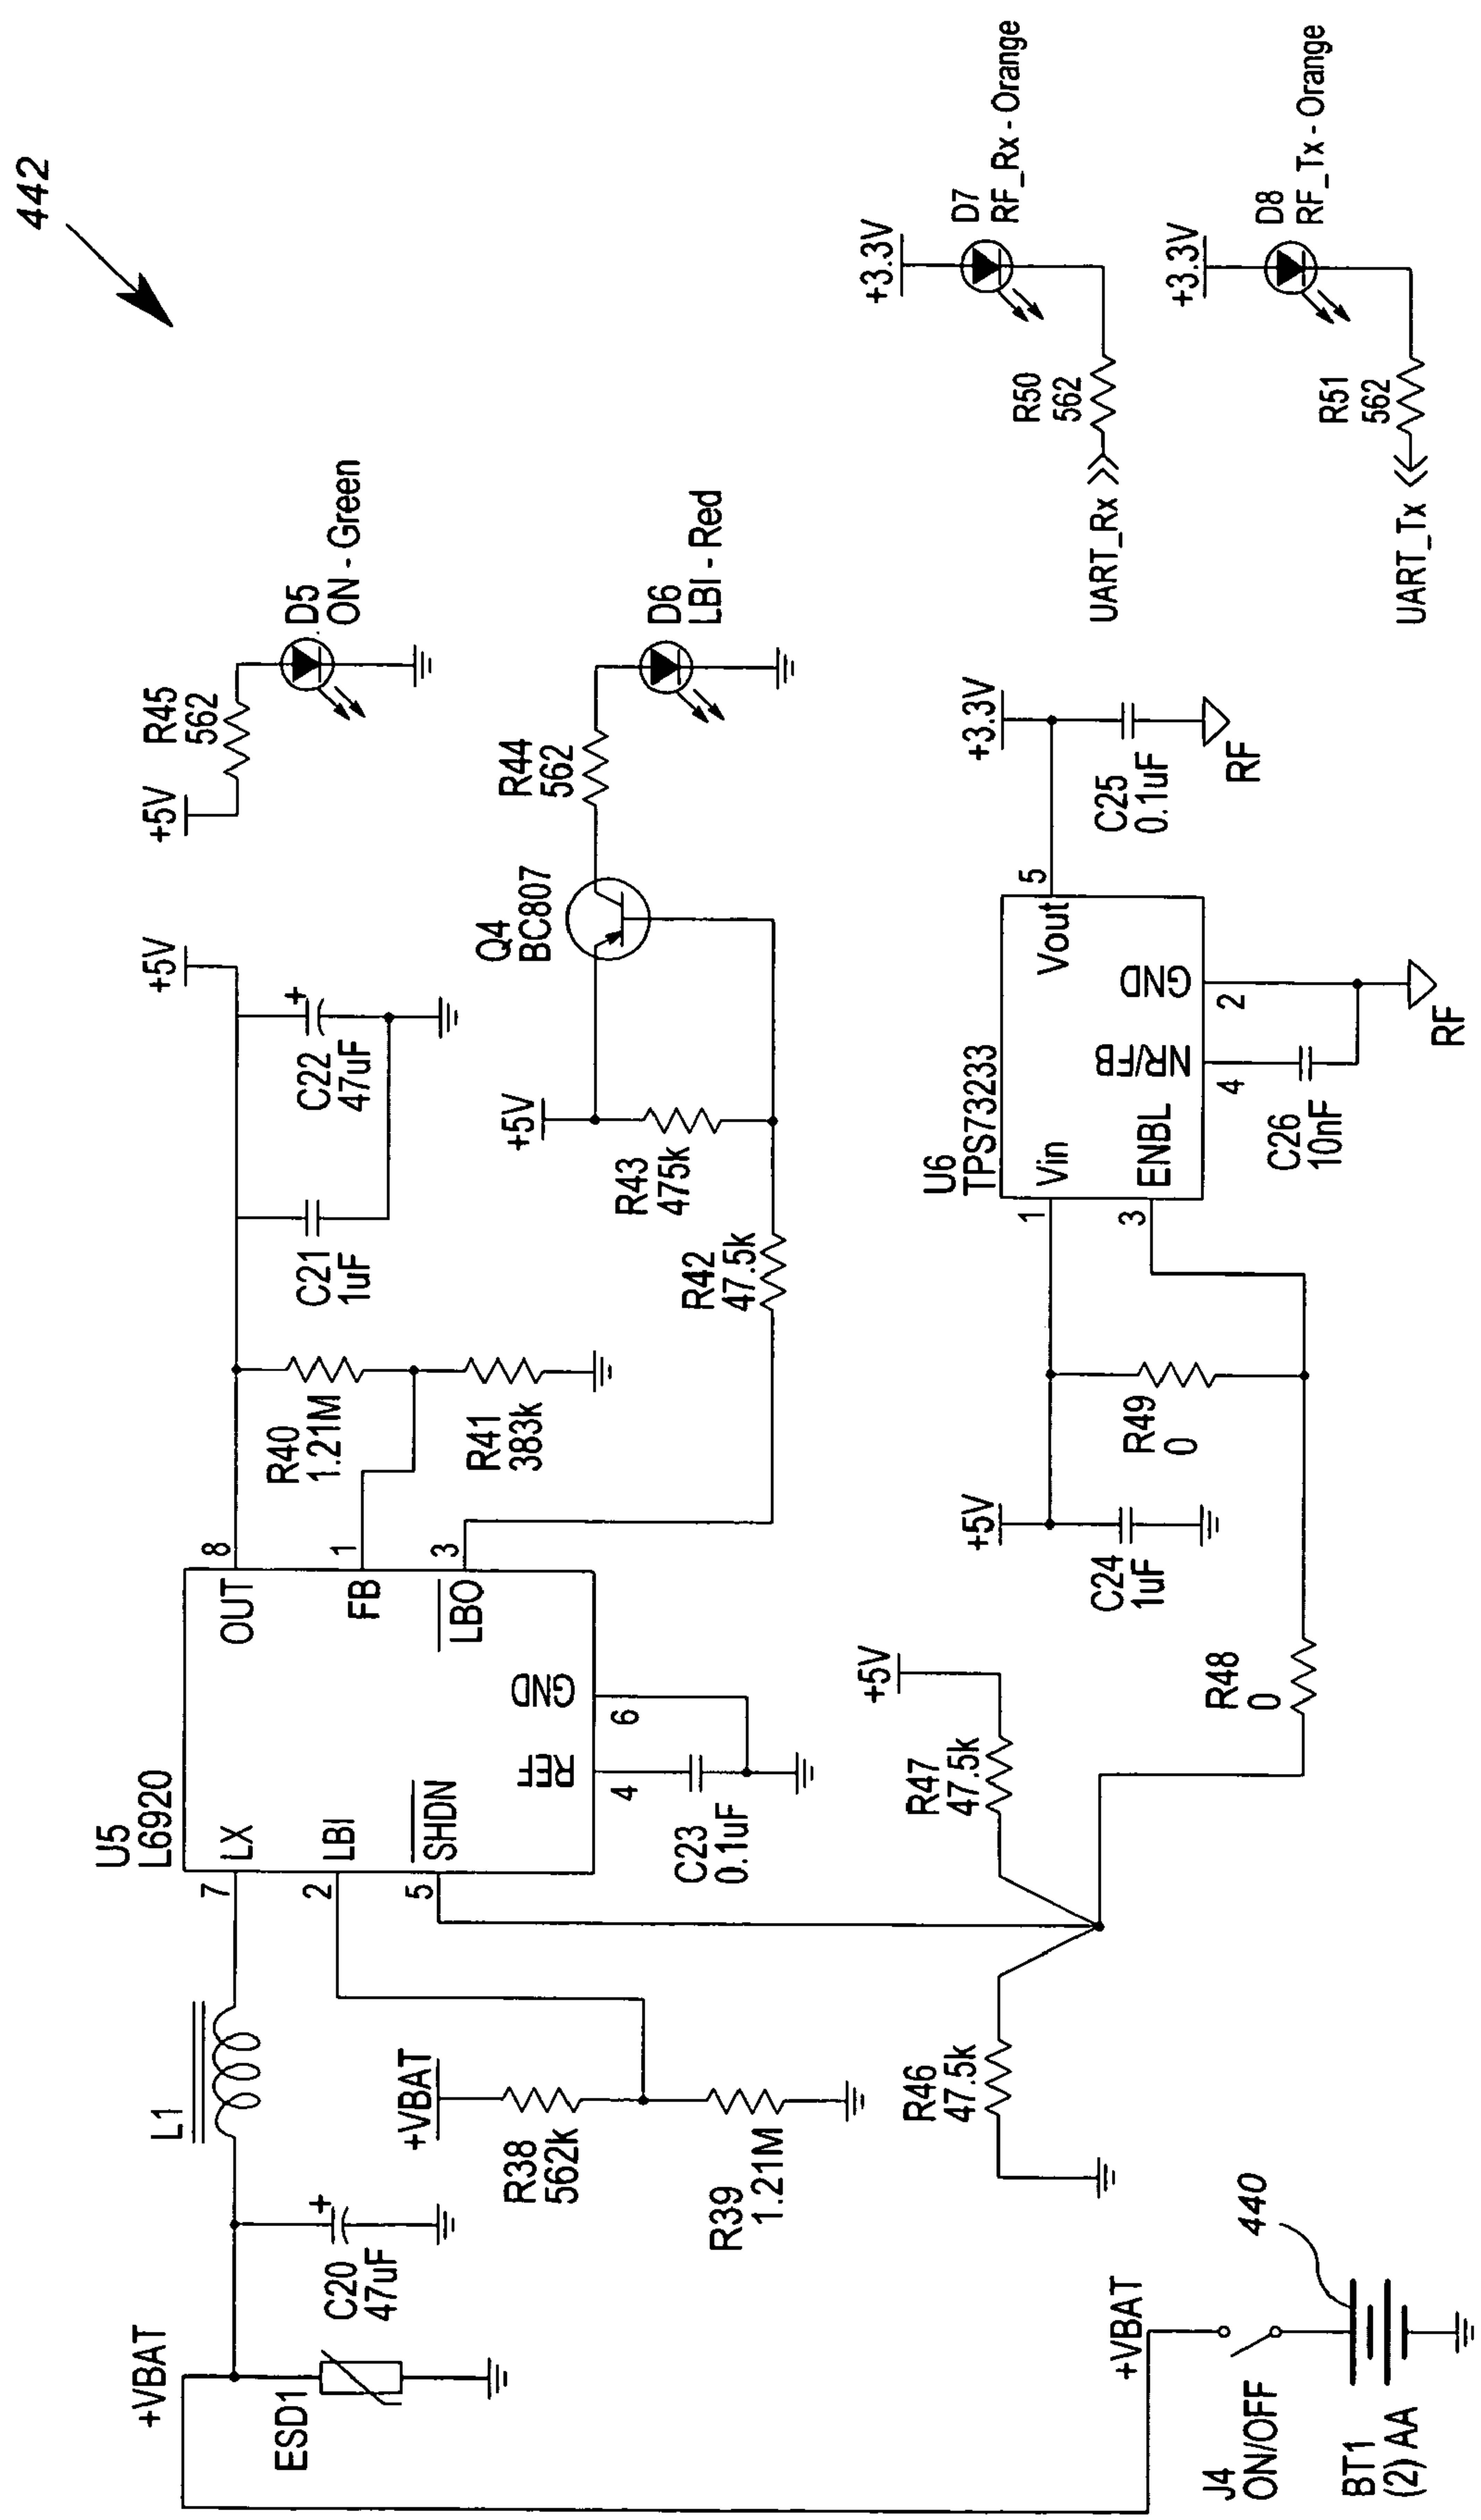 442
+VBAT
ESD1
C20
47uF
+
L1
U5
L6920
LX
LBI
SHDN
OUT
FB
LBO
REF
GND
7
2
5
8
1
3
4
6
C23
0.1uF
+VBAT
R38
562k
R39
1.21M
R40
1.21M
R41
383k
C21
1uF
C22
47uF
+
+5V
+5V
R45
562
D5
ON - Green
Q4
BC807
+5V
R43
475k
R42
47.5k
R44
562
D6
LBI - Red
R46
47.5k
R47
47.5k
+5V
R48
0
R49
0
+5V
C24
1uF
U6
TPS73233
Vin
ENBL
Vout
NR/FB
GND
1
3
5
4
2
C26
10nF
RF
+3.3V
C25
0.1uF
RF
+3.3V
D7
RF_Rx - Orange
R50
562
UART_Rx
+3.3V
D8
RF_Tx - Orange
R51
562
UART_Tx
+VBAT
J4
ON/OFF
BT1
(2) AA
440